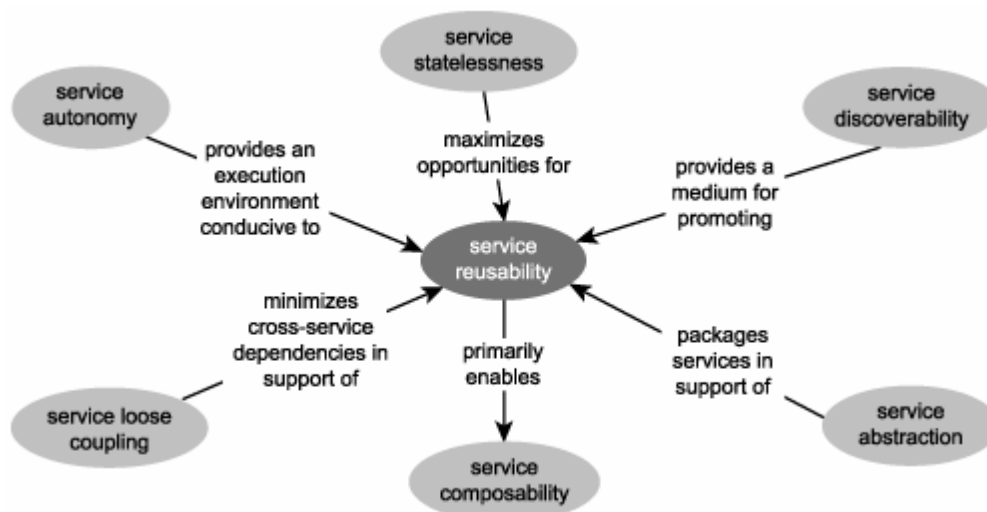 service
statelessness
service
autonomy
service
discoverability
maximizes
opportunities for
provides an
execution
environment
conducive to
provides a
medium for
promoting
service
reusability
minimizes
cross-service
dependencies in
support of
primarily
enables
packages
services in
support of
service loose
coupling
service
abstraction
service
composability